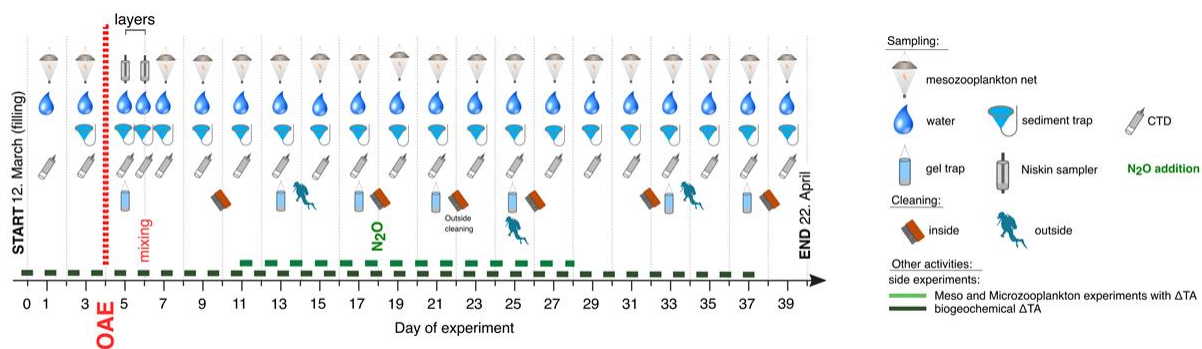 layers
START 12. March (filling)
mixing
N2O
Outside
cleaning
END 22. April
0 1 3 5 7 9 11 13 15 17 19 21 23 25 27 29 31 33 35 37 39
OAE
Day of experiment
Sampling:
mesozooplankton net
water
sediment trap
CTD
gel trap
Niskin sampler
N2O addition
Cleaning:
inside
outside
Other activities:
side experiments:
Meso and Microzooplankton experiments with ΔTA
biogeochemical ΔTA